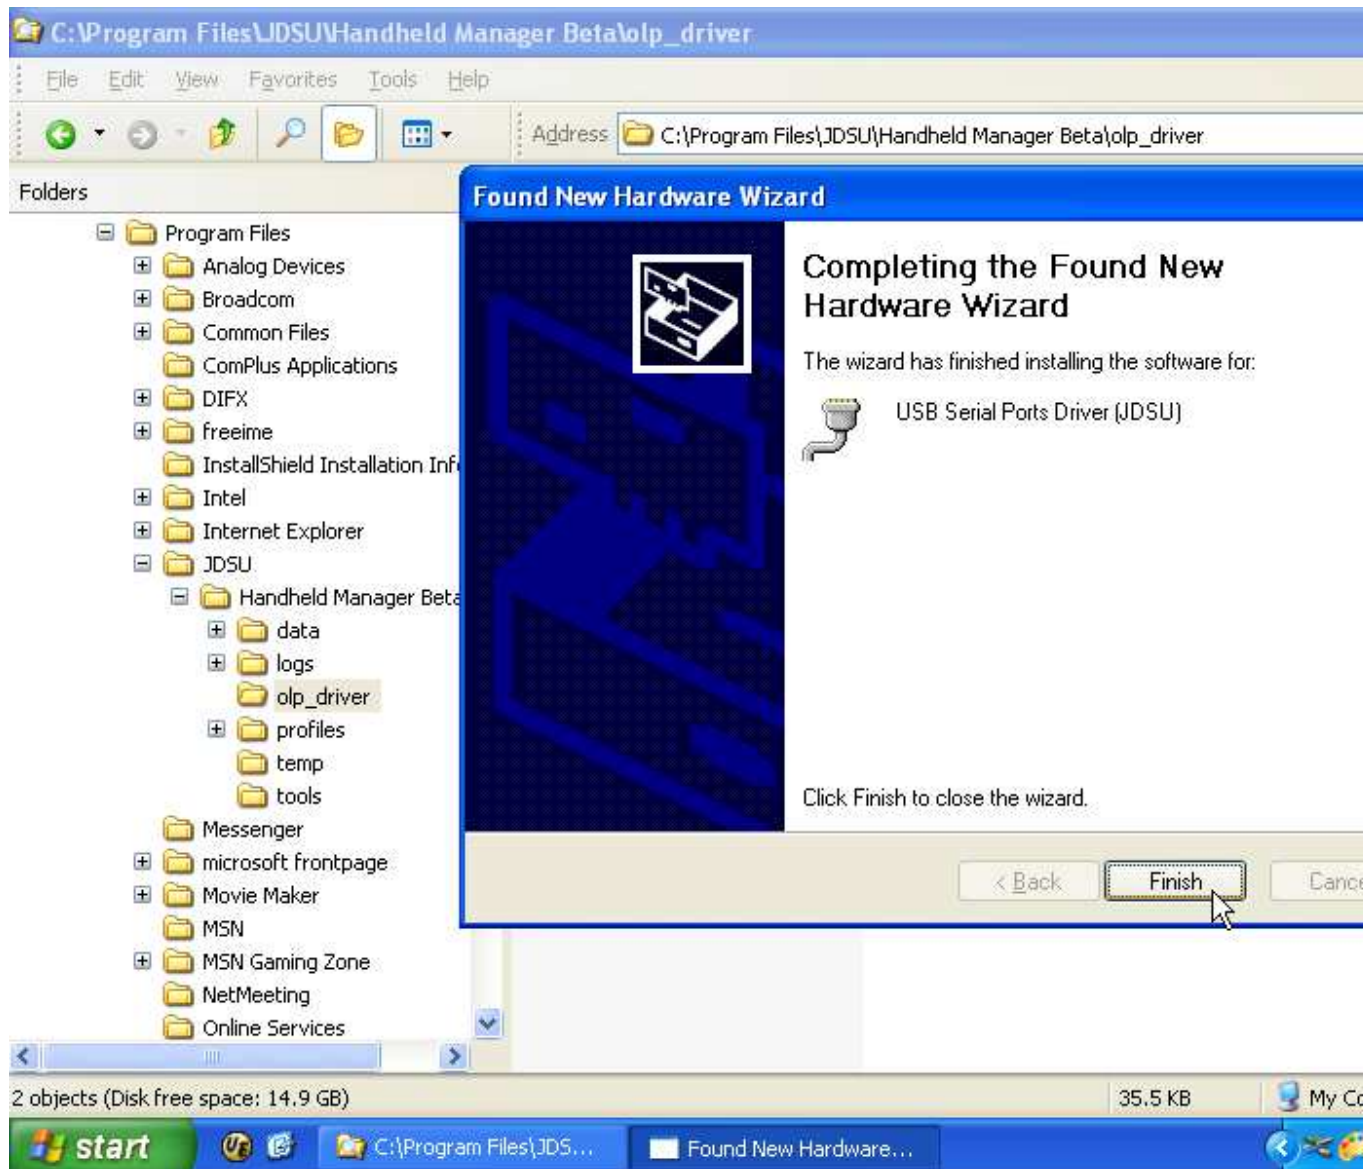 C:\Program Files\JDSU\Handheld Manager Beta\olp_driver
File Edit View Favorites Tools Help
Address C:\Program Files\JDSU\Handheld Manager Beta\olp_driver
Folders
Program Files
Analog Devices
Broadcom
Common Files
ComPlus Applications
DIFX
freeime
InstallShield Installation Inf
Intel
Internet Explorer
JDSU
Handheld Manager Beta
data
logs
olp_driver
profiles
temp
tools
Messenger
microsoft frontpage
Movie Maker
MSN
MSN Gaming Zone
NetMeeting
Online Services
Found New Hardware Wizard
Completing the Found New
Hardware Wizard
The wizard has finished installing the software for:
USB Serial Ports Driver (JDSU)
Click Finish to close the wizard.
< Back Finish Cance
2 objects (Disk free space: 14.9 GB) 35.5 KB My Co
start C:\Program Files\JDS... Found New Hardware...